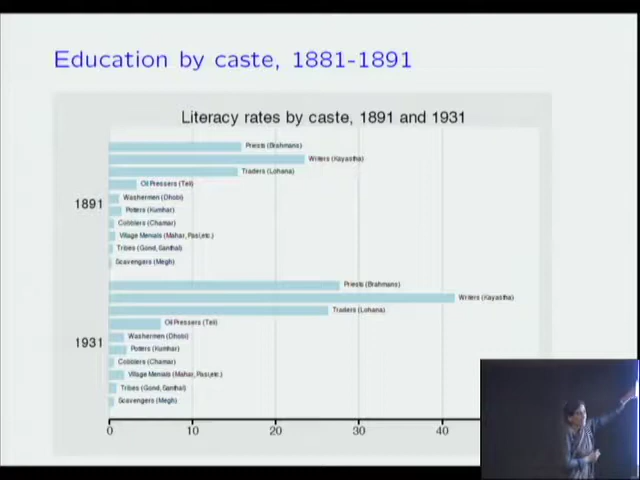 Education by caste, 1881-1891
Literacy rates by caste, 1891 and 1931
1891
Priests (Brahmans)
Writers (Kayastha)
Traders (Lohana)
Oil Pressers (Teli)
Washermen (Dhobi)
Potters (Kumhar)
Cobblers (Chamar)
Village Menials (Mahar, Pasi,etc.)
Tribes (Gond, Santhal)
Scavengers (Megh)
1931
Priests (Brahmans)
Writers (Kayastha)
Traders (Lohana)
Oil Pressers (Teli)
Washermen (Dhobi)
Potters (Kumhar)
Cobblers (Chamar)
Village Menials (Mahar, Pasi,etc.)
Tribes (Gond, Santhal)
Scavengers (Megh)
0 10 20 30 40